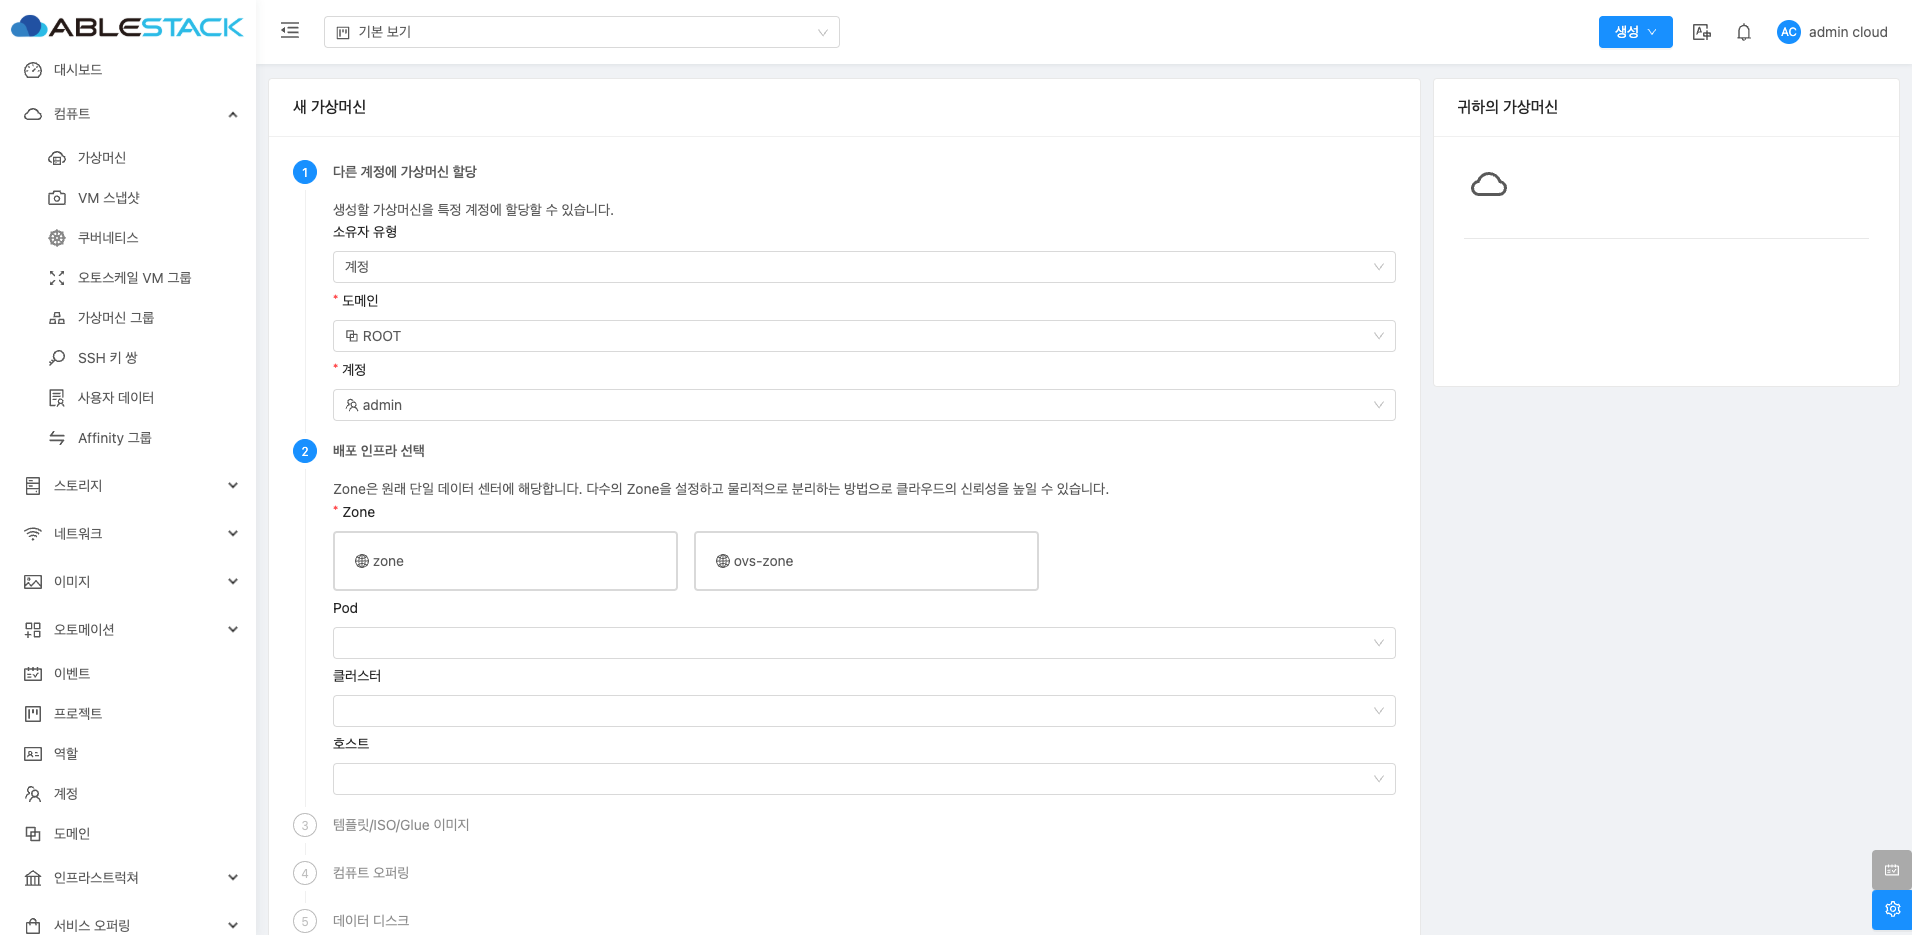 ABLESTACK
기본 보기
생성
AC
admin cloud
대시보드
컴퓨트
가상머신
VM 스냅샷
쿠버네티스
오토스케일 VM 그룹
가상머신 그룹
SSH 키 쌍
사용자 데이터
Affinity 그룹
스토리지
네트워크
이미지
오토메이션
이벤트
프로젝트
역할
계정
도메인
인프라스트럭쳐
서비스 오퍼링
새 가상머신
1 다른 계정에 가상머신 할당
생성할 가상머신을 특정 계정에 할당할 수 있습니다.
소유자 유형
계정
* 도메인
ROOT
* 계정
admin
2 배포 인프라 선택
Zone은 원래 단일 데이터 센터에 해당합니다. 다수의 Zone을 설정하고 물리적으로 분리하는 방법으로 클라우드의 신뢰성을 높일 수 있습니다.
* Zone
zone
ovs-zone
Pod
클러스터
호스트
3 템플릿/ISO/Glue 이미지
4 컴퓨트 오퍼링
5 데이터 디스크
귀하의 가상머신